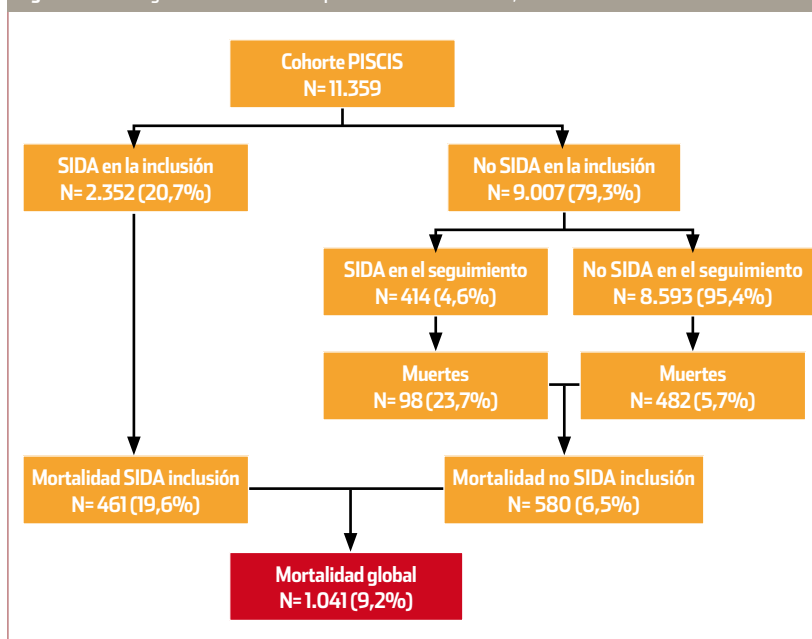 Cohorte PISCIS
N= 11.359
SIDA en la inclusión
N= 2.352 (20,7%)
No SIDA en la inclusión
N= 9.007 (79,3%)
SIDA en el seguimiento
N= 414 (4,6%)
No SIDA en el seguimiento
N= 8.593 (95,4%)
Muertes
N= 98 (23,7%)
Muertes
N= 482 (5,7%)
Mortalidad SIDA inclusión
N= 461 (19,6%)
Mortalidad no SIDA inclusión
N= 580 (6,5%)
Mortalidad global
N= 1.041 (9,2%)